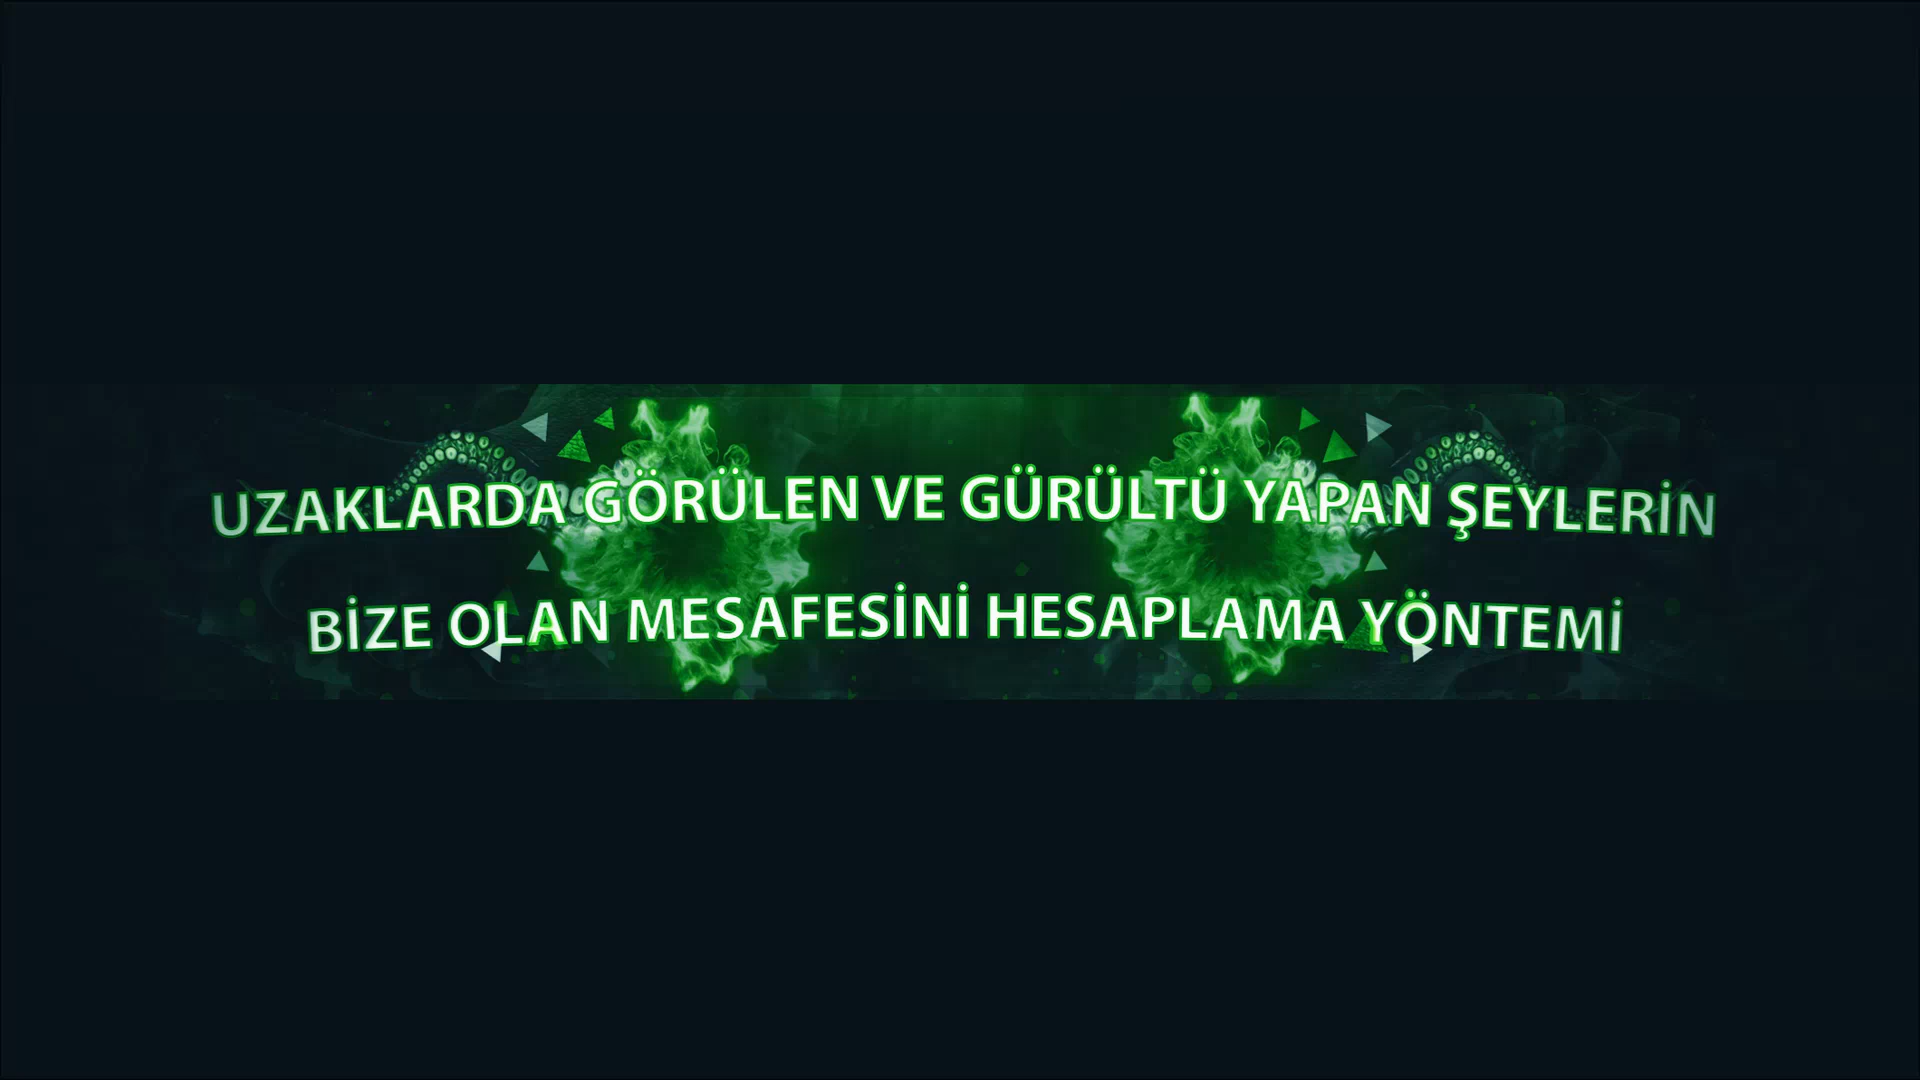 UZAKLARDA GÖRÜLEN VE GÜRÜLTÜ YAPAN ŞEYLERİN
BİZE OLAN MESAFESİNİ HESAPLAMA YÖNTEMİ